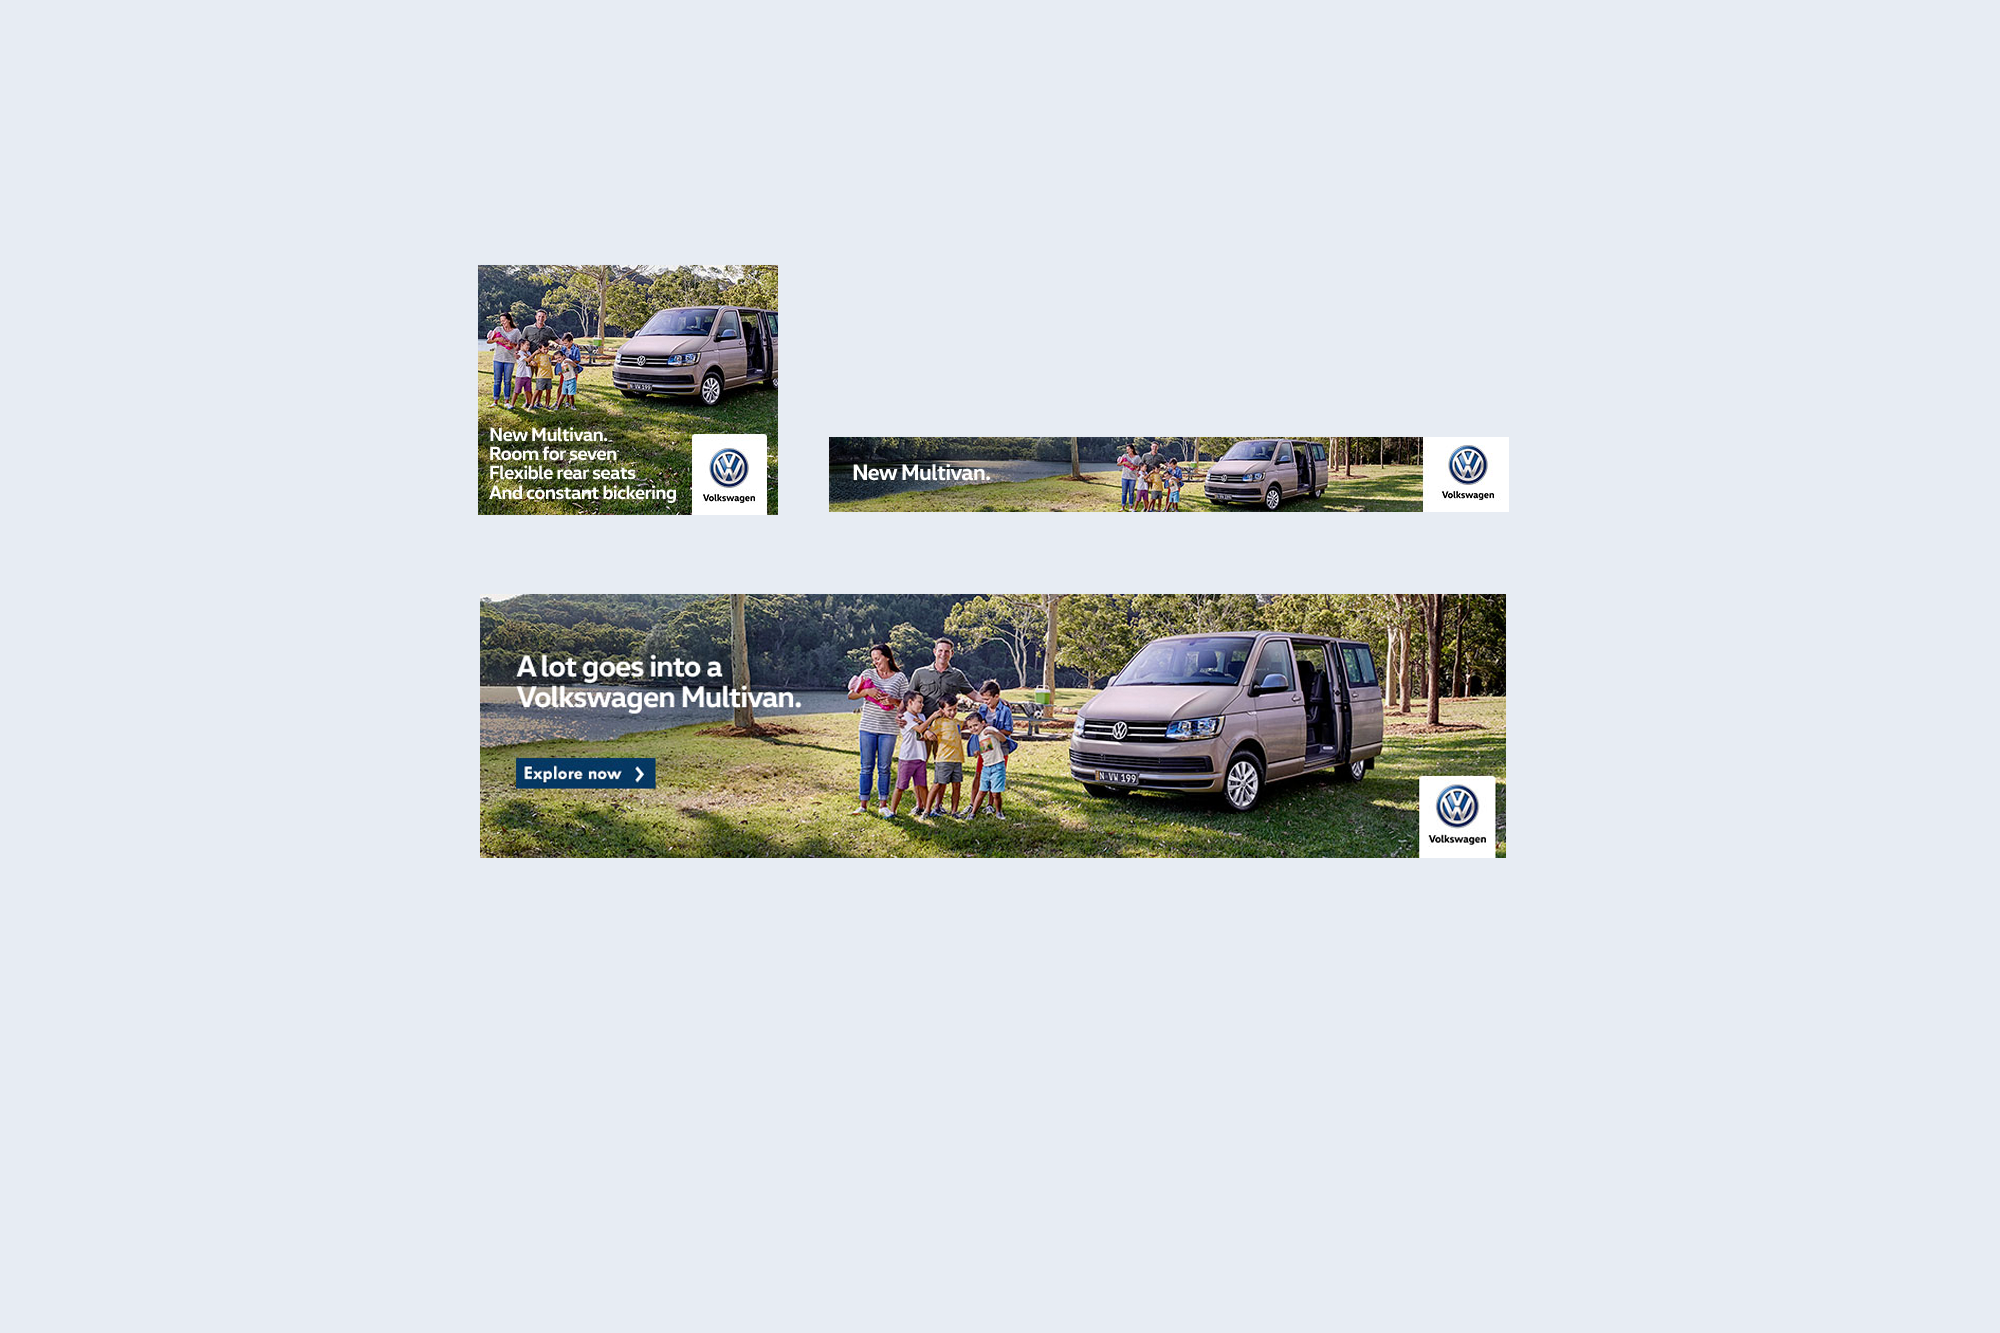 New Multivan.
Room for seven
Flexible rear seats
And constant bickering
N·VW 199
Volkswagen
New Multivan.
Volkswagen
A lot goes into a
Volkswagen Multivan.
Explore now
N·VW 199
Volkswagen